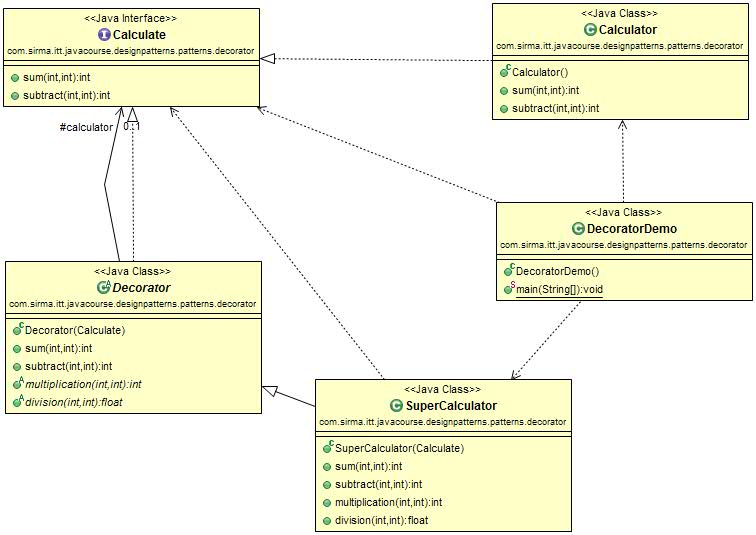 <<Java Interface>>
Calculate
com.sirma.itt.javacourse.designpatterns.patterns.decorator
sum(int,int):int
subtract(int,int):int
<<Java Class>>
Calculator
com.sirma.itt.javacourse.designpatterns.patterns.decorator
Calculator()
sum(int,int):int
subtract(int,int):int
#calculator
0..1
<<Java Class>>
DecoratorDemo
com.sirma.itt.javacourse.designpatterns.patterns.decorator
DecoratorDemo()
main(String[]):void
<<Java Class>>
Decorator
com.sirma.itt.javacourse.designpatterns.patterns.decorator
Decorator(Calculate)
sum(int,int):int
subtract(int,int):int
multiplication(int,int):int
division(int,int):float
<<Java Class>>
SuperCalculator
com.sirma.itt.javacourse.designpatterns.patterns.decorator
SuperCalculator(Calculate)
sum(int,int):int
subtract(int,int):int
multiplication(int,int):int
division(int,int):float